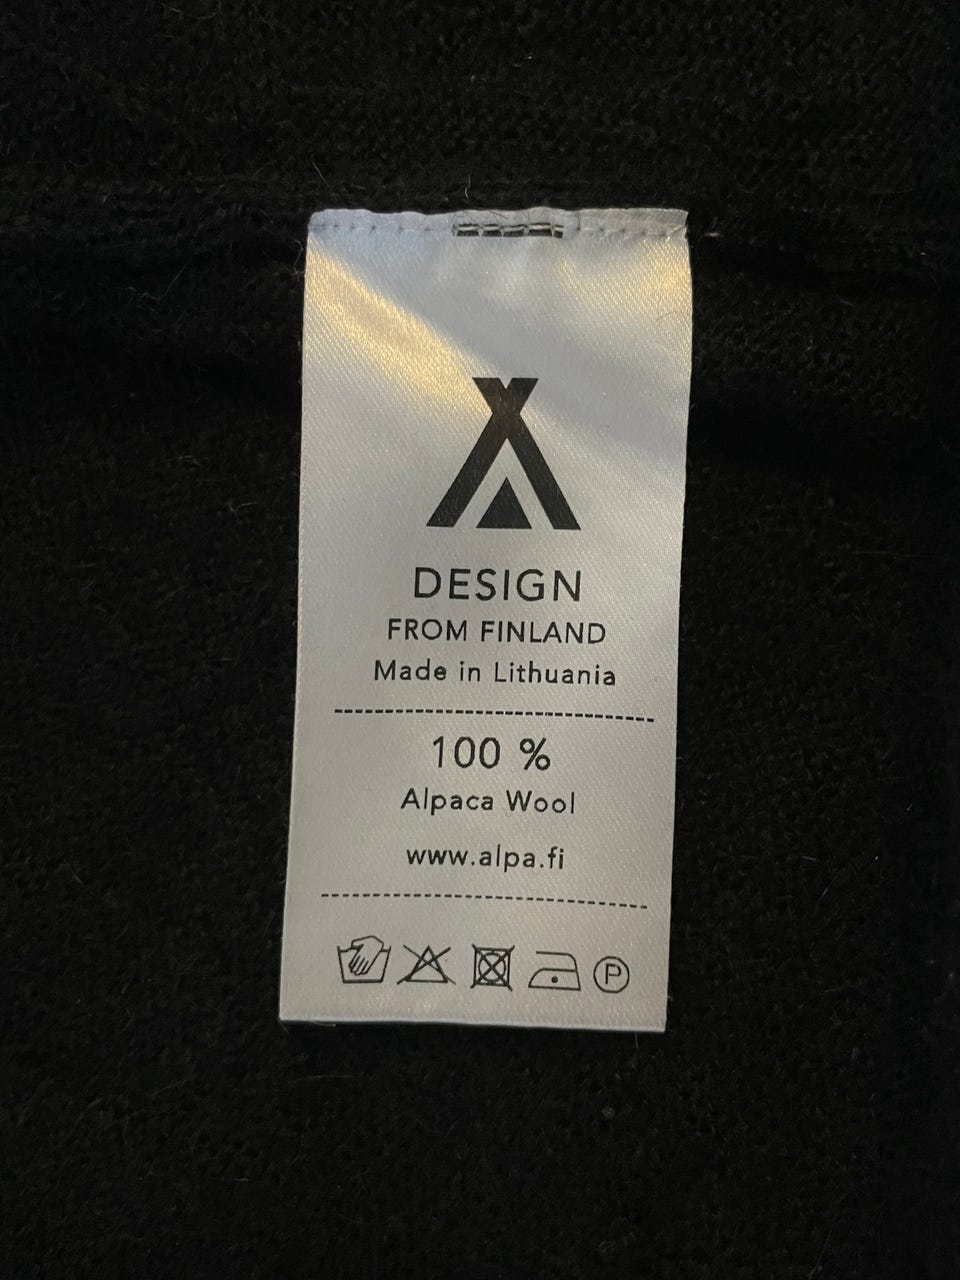 DESIGN
FROM FINLAND
Made in Lithuania
100 %
Alpaca Wool
www.alpa.fi
P